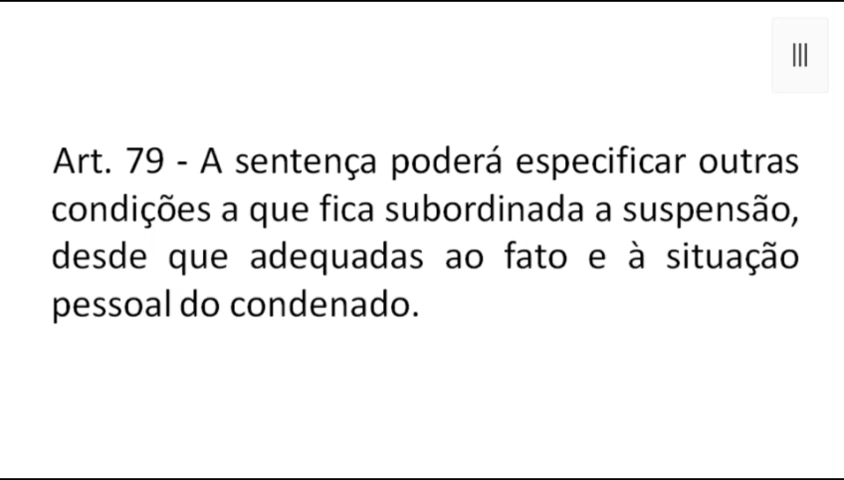 Art. 79 - A sentença poderá especificar outras
condições a que fica subordinada a suspensão,
desde que adequadas ao fato e à situação
pessoal do condenado.